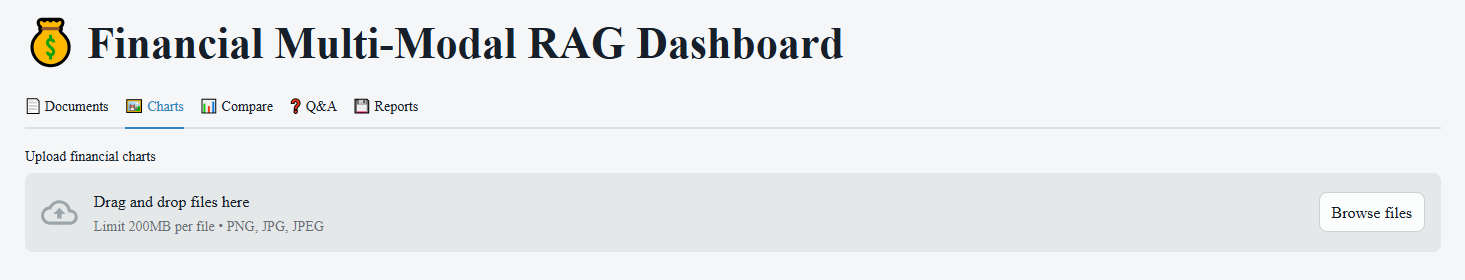 Financial Multi-Modal RAG Dashboard
Documents Charts Compare Q&A Reports
Upload financial charts
Drag and drop files here
Limit 200MB per file • PNG, JPG, JPEG
Browse files